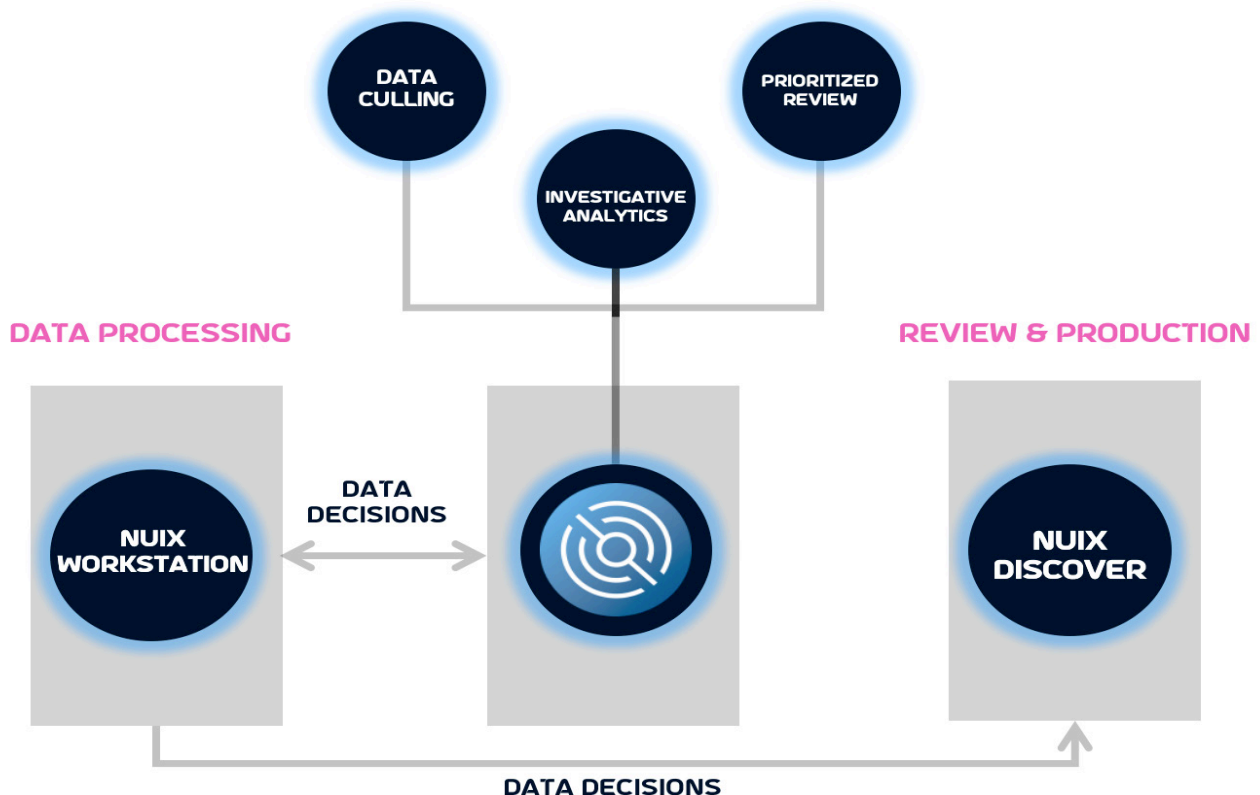 DATA
CULLING
PRIORITIZED
REVIEW
INVESTIGATIVE
ANALYTICS
DATA PROCESSING
REVIEW & PRODUCTION
NUIX
WORKSTATION
DATA
DECISIONS
NUIX
DISCOVER
DATA DECISIONS